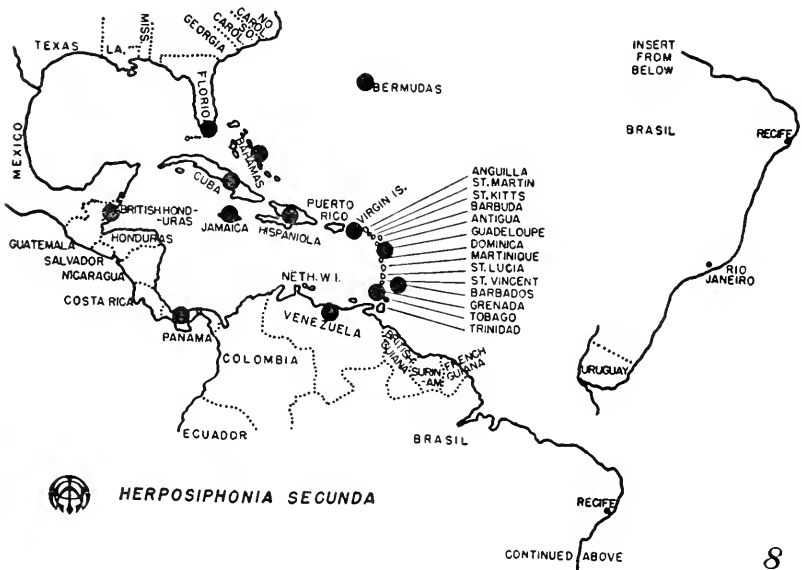 NO
CAROL.
SO.
CAROL.
GEORGIA
MISS.
LA.
TEXAS
FLORIO
MEXICO
BERMUDAS
BAHAMAS
CUBA
BRITISH HOND-
URAS
JAMAICA
HISPANIOLA
PUERTO
RICO
VIRGIN IS.
GUATEMALA
HONDURAS
SALVADOR
NICARAGUA
COSTA RICA
PANAMA
NETH. W. I.
VENEZUELA
COLOMBIA
ECUADOR
BRITISH
GUIANA
SURIN-
AM
FRENCH
GUIANA
BRASIL
ANGUILLA
ST. MARTIN
ST. KITTS
BARBUDA
ANTIGUA
GUADELOUPE
DOMINICA
MARTINIQUE
ST. LUCIA
ST. VINCENT
BARBADOS
GRENADA
TOBAGO
TRINIDAD
INSERT
FROM
BELOW
BRASIL
RECIFE
RIO
JANEIRO
URUGUAY
RECIFE
CONTINUED ABOVE
HERPOSIPHONIA SECUNDA
8